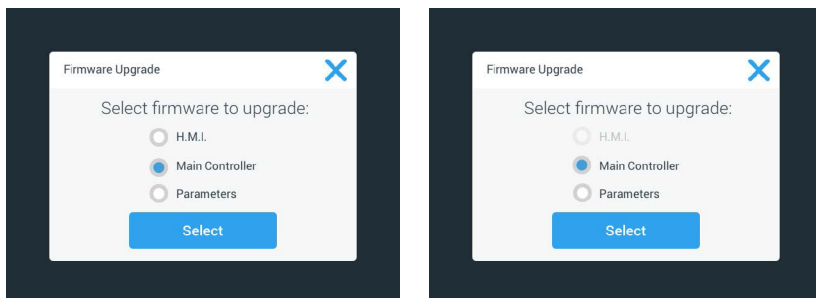 Firmware Upgrade
Select firmware to upgrade:
H.M.I.
Main Controller
Parameters
Select
Firmware Upgrade
Select firmware to upgrade:
H.M.I.
Main Controller
Parameters
Select